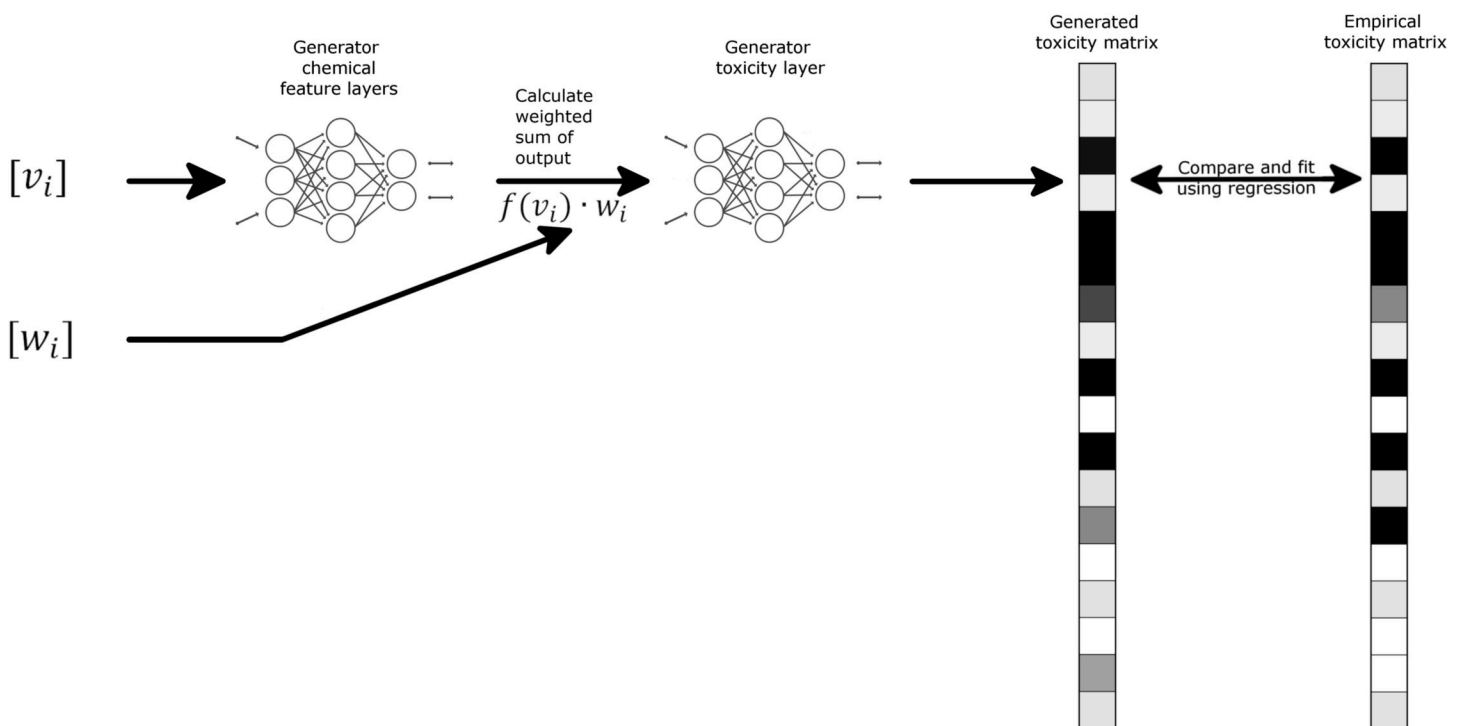 Generated
toxicity matrix
Empirical
toxicity matrix
Generator
chemical
feature layers
Generator
toxicity layer
Calculate
weighted
sum of
output
[v_i]
f(v_i) · w_i
Compare and fit
using regression
[w_i]